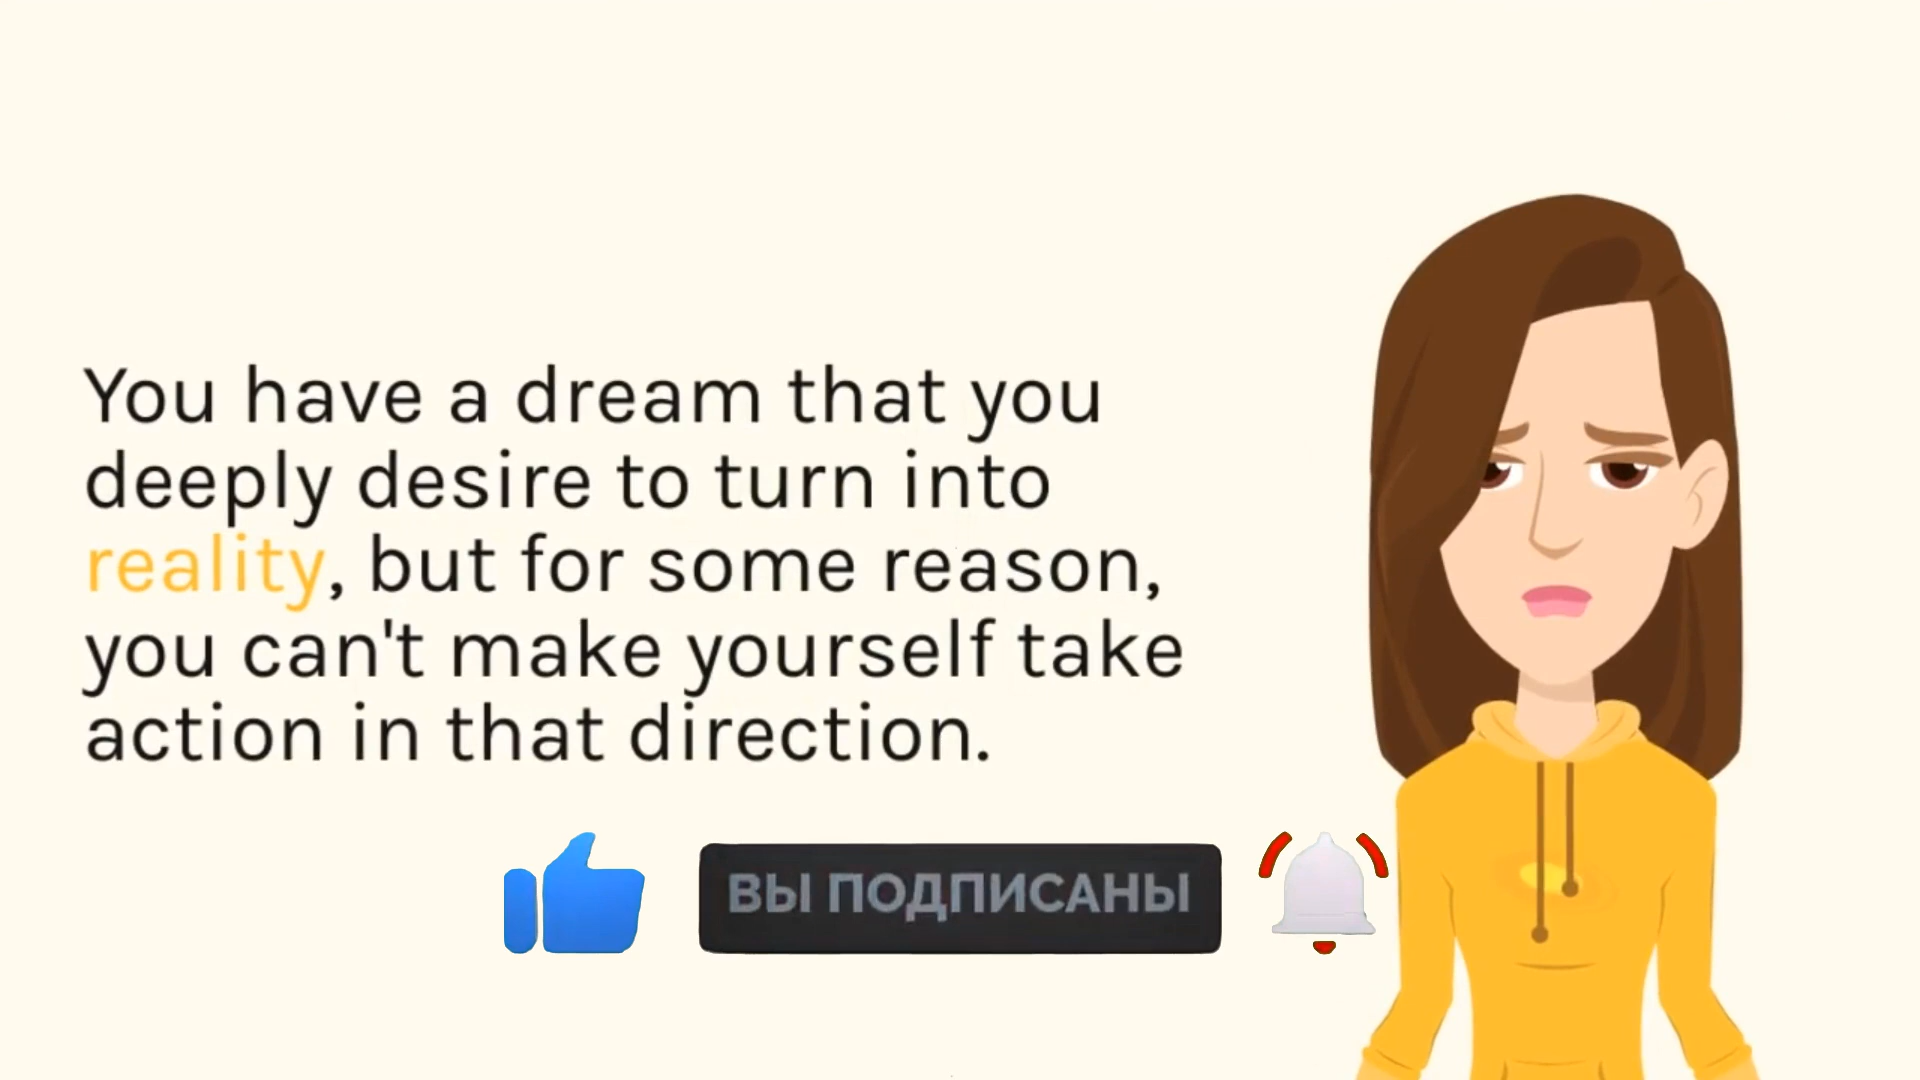 You have a dream that you
deeply desire to turn into
reality, but for some reason,
you can't make yourself take
action in that direction.
ВЫ ПОДПИСАНЫ